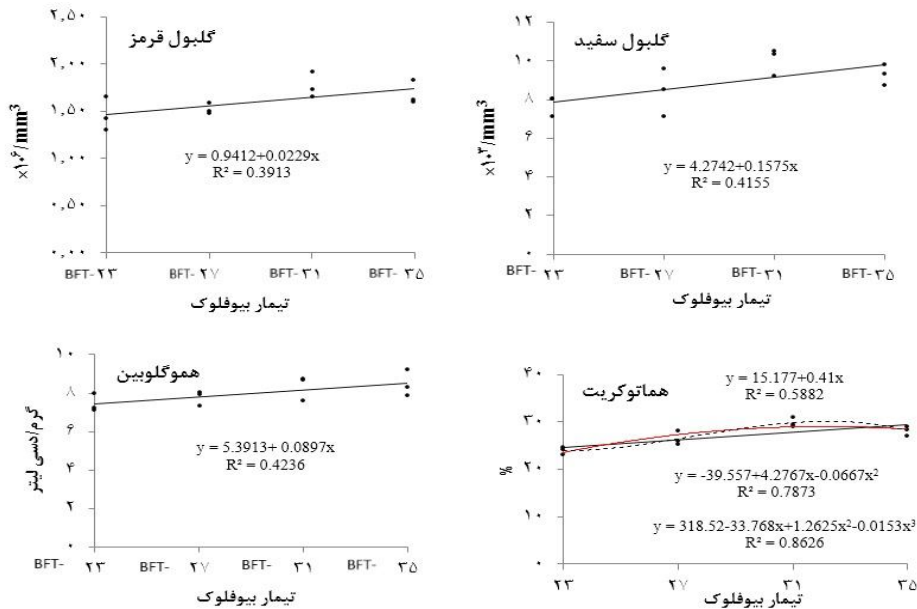 گلبول قرمز
×۱۰^۶/mm³
۲٫۵۰
۲٫۰۰
۱٫۵۰
۱٫۰۰
۰٫۵۰
۰٫۰۰
y = 0.9412+0.0229x
R² = 0.3913
BFT- ۲۳ BFT- ۲۷ BFT- ۳۱ BFT- ۳۵
تیمار بیوفلوک
گلبول سفید
×۱۰^۳/mm³
۱۲
۱۰
۸
۶
۴
۲
۰
y = 4.2742+0.1575x
R² = 0.4155
BFT- ۲۳ BFT- ۲۷ BFT- ۳۱ BFT- ۳۵
تیمار بیوفلوک
هموگلوبین
گرم/دسی لیتر
۱۰
۸
۶
۴
۲
۰
y = 5.3913+ 0.0897x
R² = 0.4236
BFT- ۲۳ BFT- ۲۷ BFT- ۳۱ BFT- ۳۵
تیمار بیوفلوک
هماتوکریت
%
۴۰
۳۰
۲۰
۱۰
۰
y = 15.177+0.41x
R² = 0.5882
y = -39.557+4.2767x-0.0667x²
R² = 0.7873
y = 318.52-33.768x+1.2625x²-0.0153x³
R² = 0.8626
۲۳ ۲۷ ۳۱ ۳۵
تیمار بیوفلوک